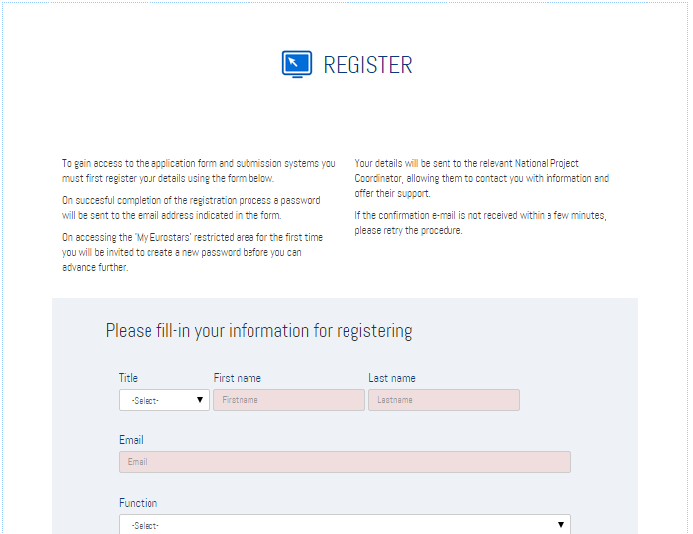 REGISTER
To gain access to the application form and submission systems you
must first register your details using the form below.
On succesful completion of the registration process a password
will be sent to the email address indicated in the form.
On accessing the 'My Eurostars' restricted area for the first time
you will be invited to create a new password before you can
advance further.
Your details will be sent to the relevant National Project
Coordinator, allowing them to contact you with information and
offer their support.
If the confirmation e-mail is not received within a few minutes,
please retry the procedure.
Please fill-in your information for registering
Title First name Last name
-Select- Firstname Lastname
Email
Email
Function
-Select-